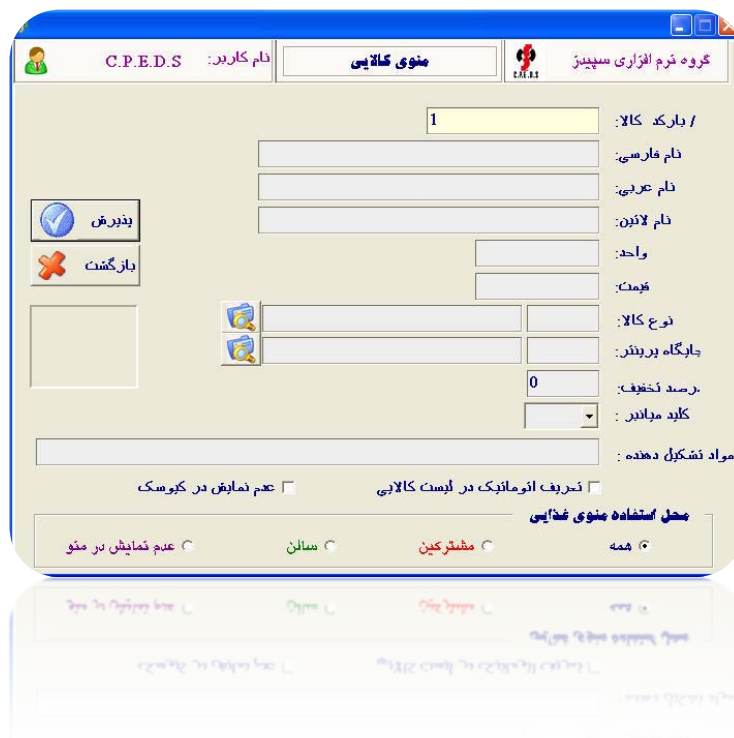 گروه نرم افزاری سپیدز C.P.E.D.S منوی کالایی نام کاربر: C.P.E.D.S
/ بارکد کالا: 1
نام فارسی:
نام عربی:
نام لاتین:
پذیرش
واحد:
بازگشت
قیمت:
نوع کالا:
جایگاه پرینتر:
رصد تخفیف: 0
کلید میانبر :
مواد تشکیل دهنده :
تعریف اتوماتیک در لیست کالایی عدم نمایش در کیوسک
محل استفاده منوی غذایی
همه مشترکین سالن عدم نمایش در منو